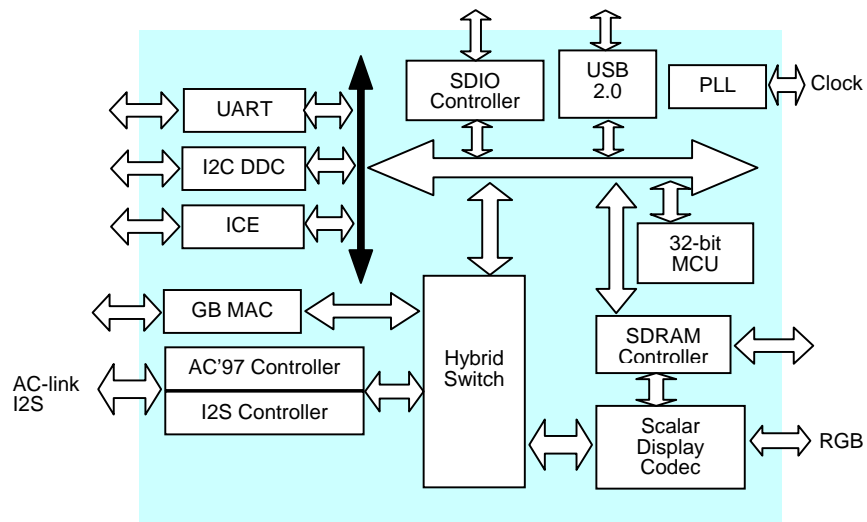 SDIO
Controller
USB
2.0
PLL
Clock
UART
I2C DDC
ICE
32-bit
MCU
GB MAC
AC'97 Controller
I2S Controller
AC-link
I2S
Hybrid
Switch
SDRAM
Controller
Scalar
Display
Codec
RGB